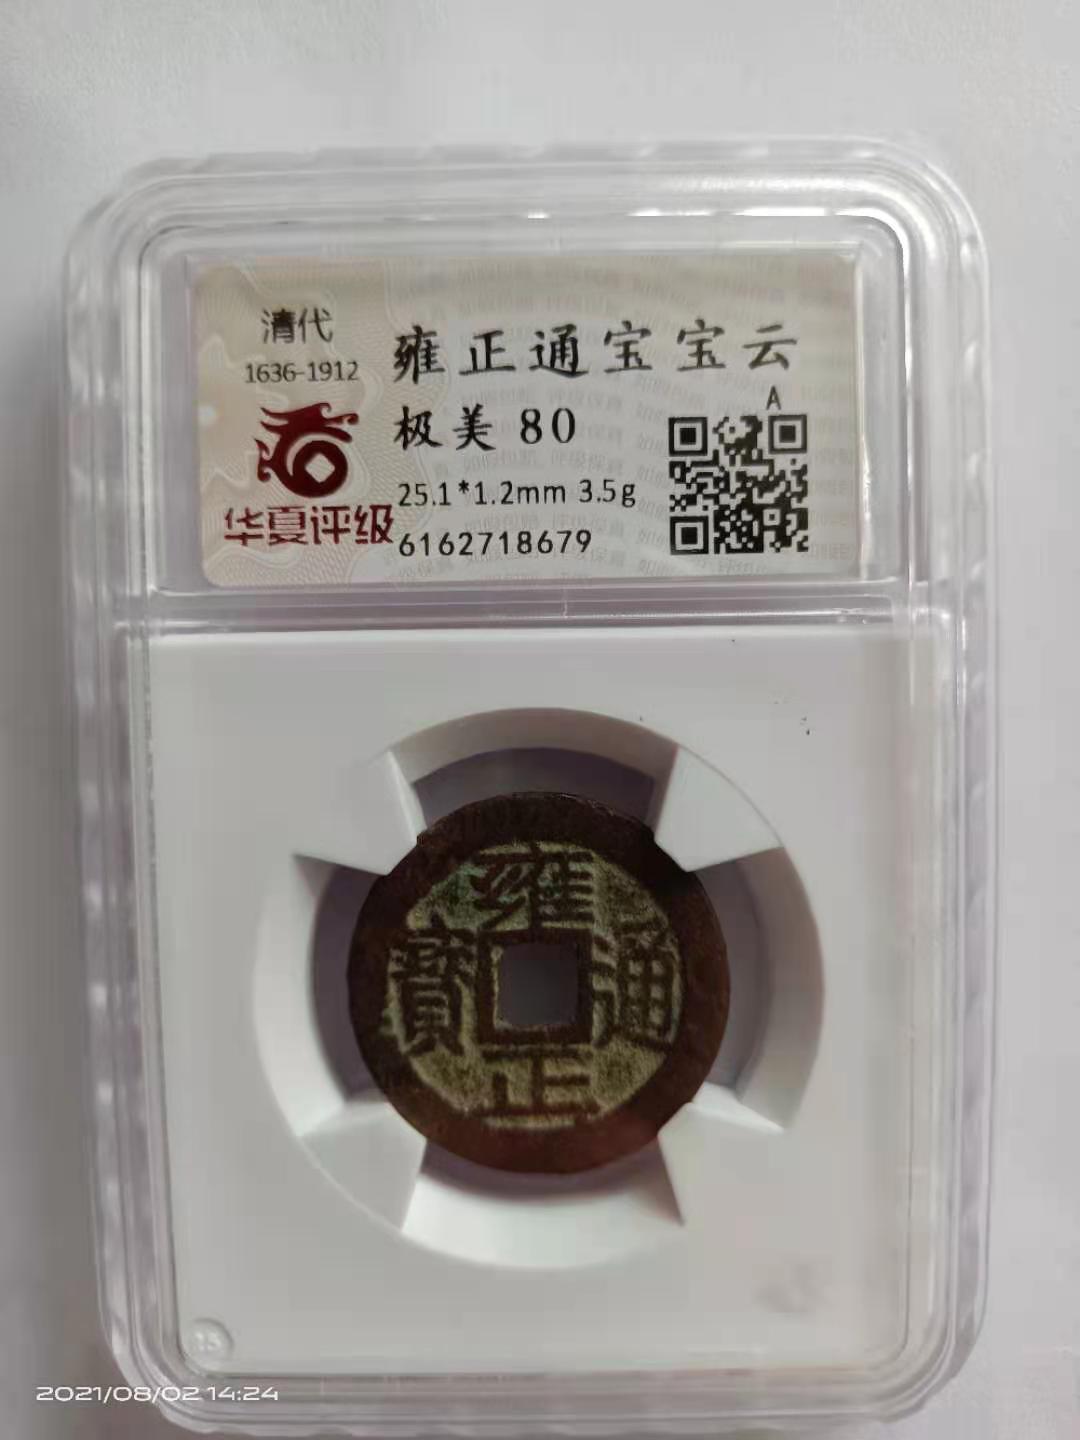 清代
1636-1912
华夏评级
雍正通宝宝云
极美 80
A
25.1*1.2mm 3.5g
6162718679
雍
寶 通
正
15
2021/08/02 14:24